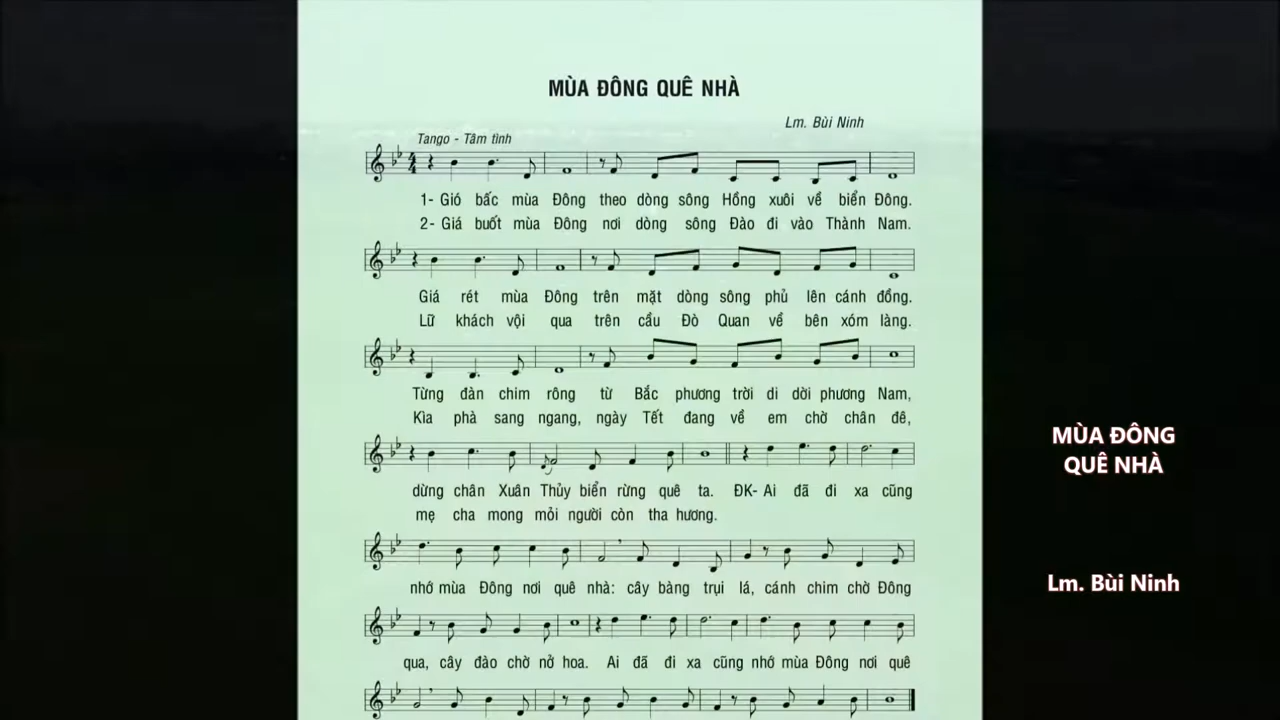 MÙA ĐÔNG QUÊ NHÀ
Lm. Bùi Ninh
Tango - Tâm tình
1- Gió bấc mùa Đông theo dòng sông Hồng xuôi về biển Đông.
2- Giá buốt mùa Đông nơi dòng sông Đào đi vào Thành Nam.
Giá rét mùa Đông trên mặt dòng sông phủ lên cánh đồng.
Lữ khách vội qua trên cầu Đò Quan về bên xóm làng.
Từng đàn chim rông từ Bắc phương trời di dời phương Nam,
Kìa phà sang ngang, ngày Tết đang về em chờ chân đê,
dừng chân Xuân Thủy biển rừng quê ta. ĐK- Ai đã đi xa cũng
mẹ cha mong mỏi người còn tha hương.
nhớ mùa Đông nơi quê nhà: cây bàng trụi lá, cánh chim chờ Đông
qua, cây đào chờ nở hoa. Ai đã đi xa cũng nhớ mùa Đông nơi quê
MÙA ĐÔNG
QUÊ NHÀ
Lm. Bùi Ninh